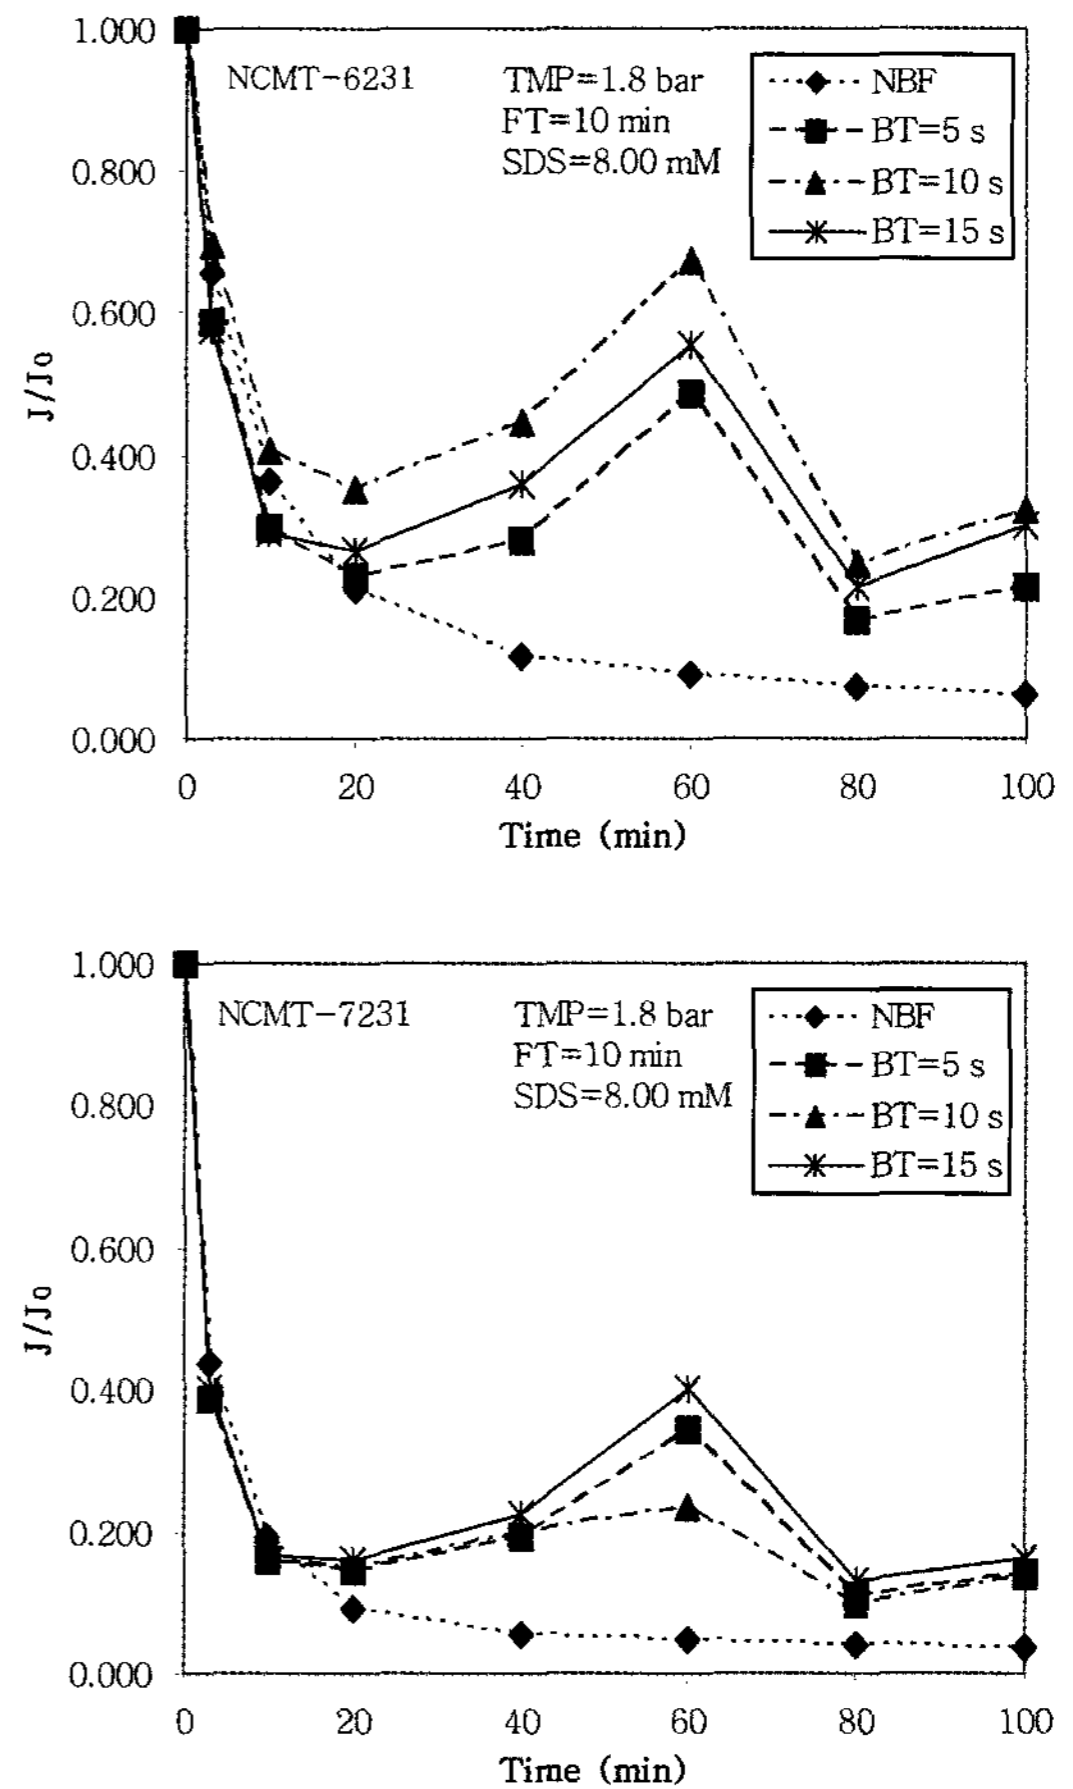 1.000
NCMT-6231
TMP=1.8 bar
FT=10 min
SDS=8.00 mM
NBF
BT=5 s
BT=10 s
BT=15 s
0.800
0.600
J/J0
0.400
0.200
0.000
0 20 40 60 80 100
Time (min)
1.000
NCMT-7231
TMP=1.8 bar
FT=10 min
SDS=8.00 mM
NBF
BT=5 s
BT=10 s
BT=15 s
0.800
0.600
J/J0
0.400
0.200
0.000
0 20 40 60 80 100
Time (min)